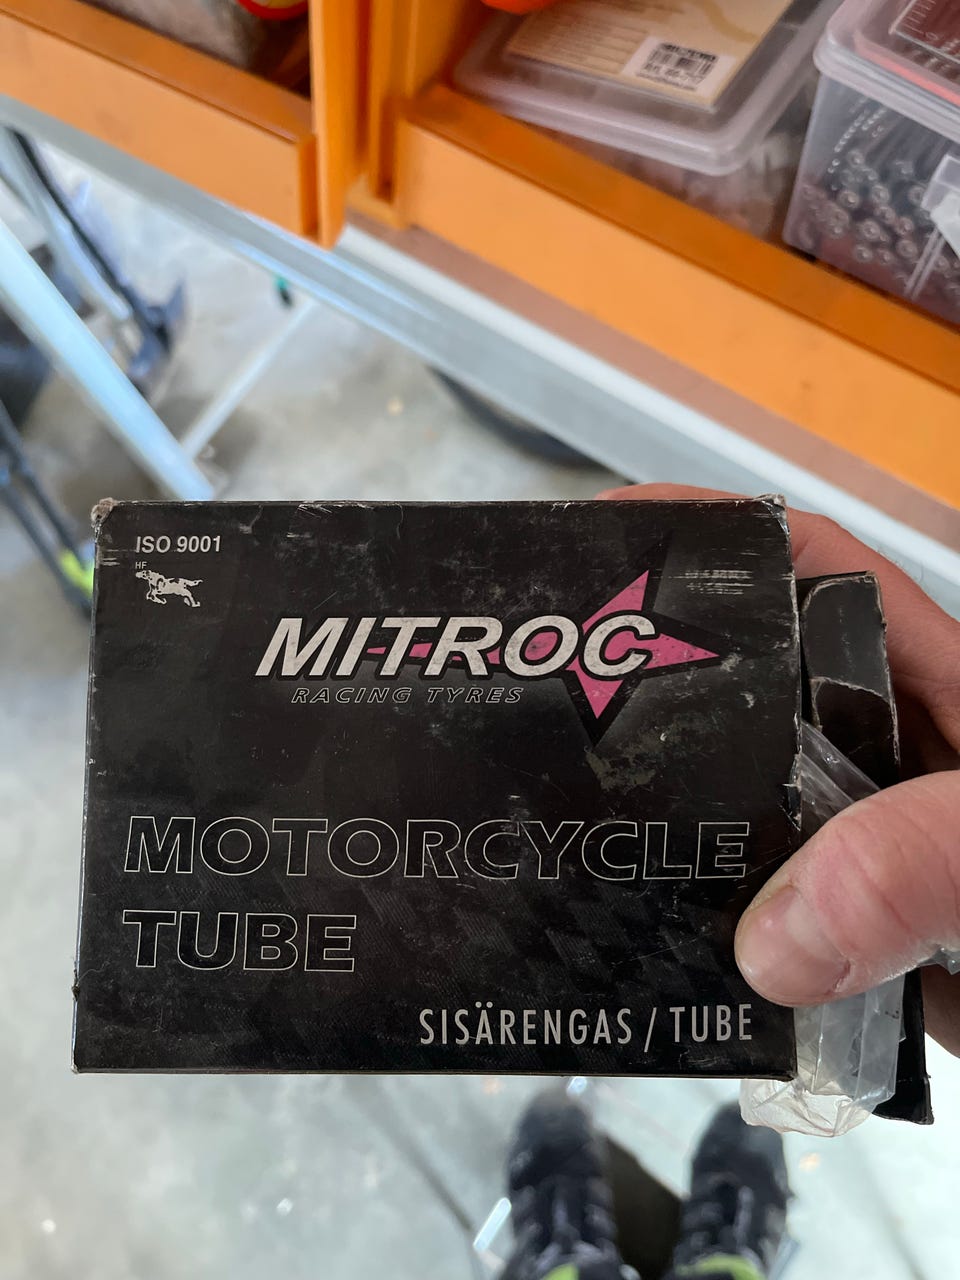 ISO 9001
HF
MITROC
RACING TYRES
MOTORCYCLE
TUBE
SISÄRENGAS / TUBE